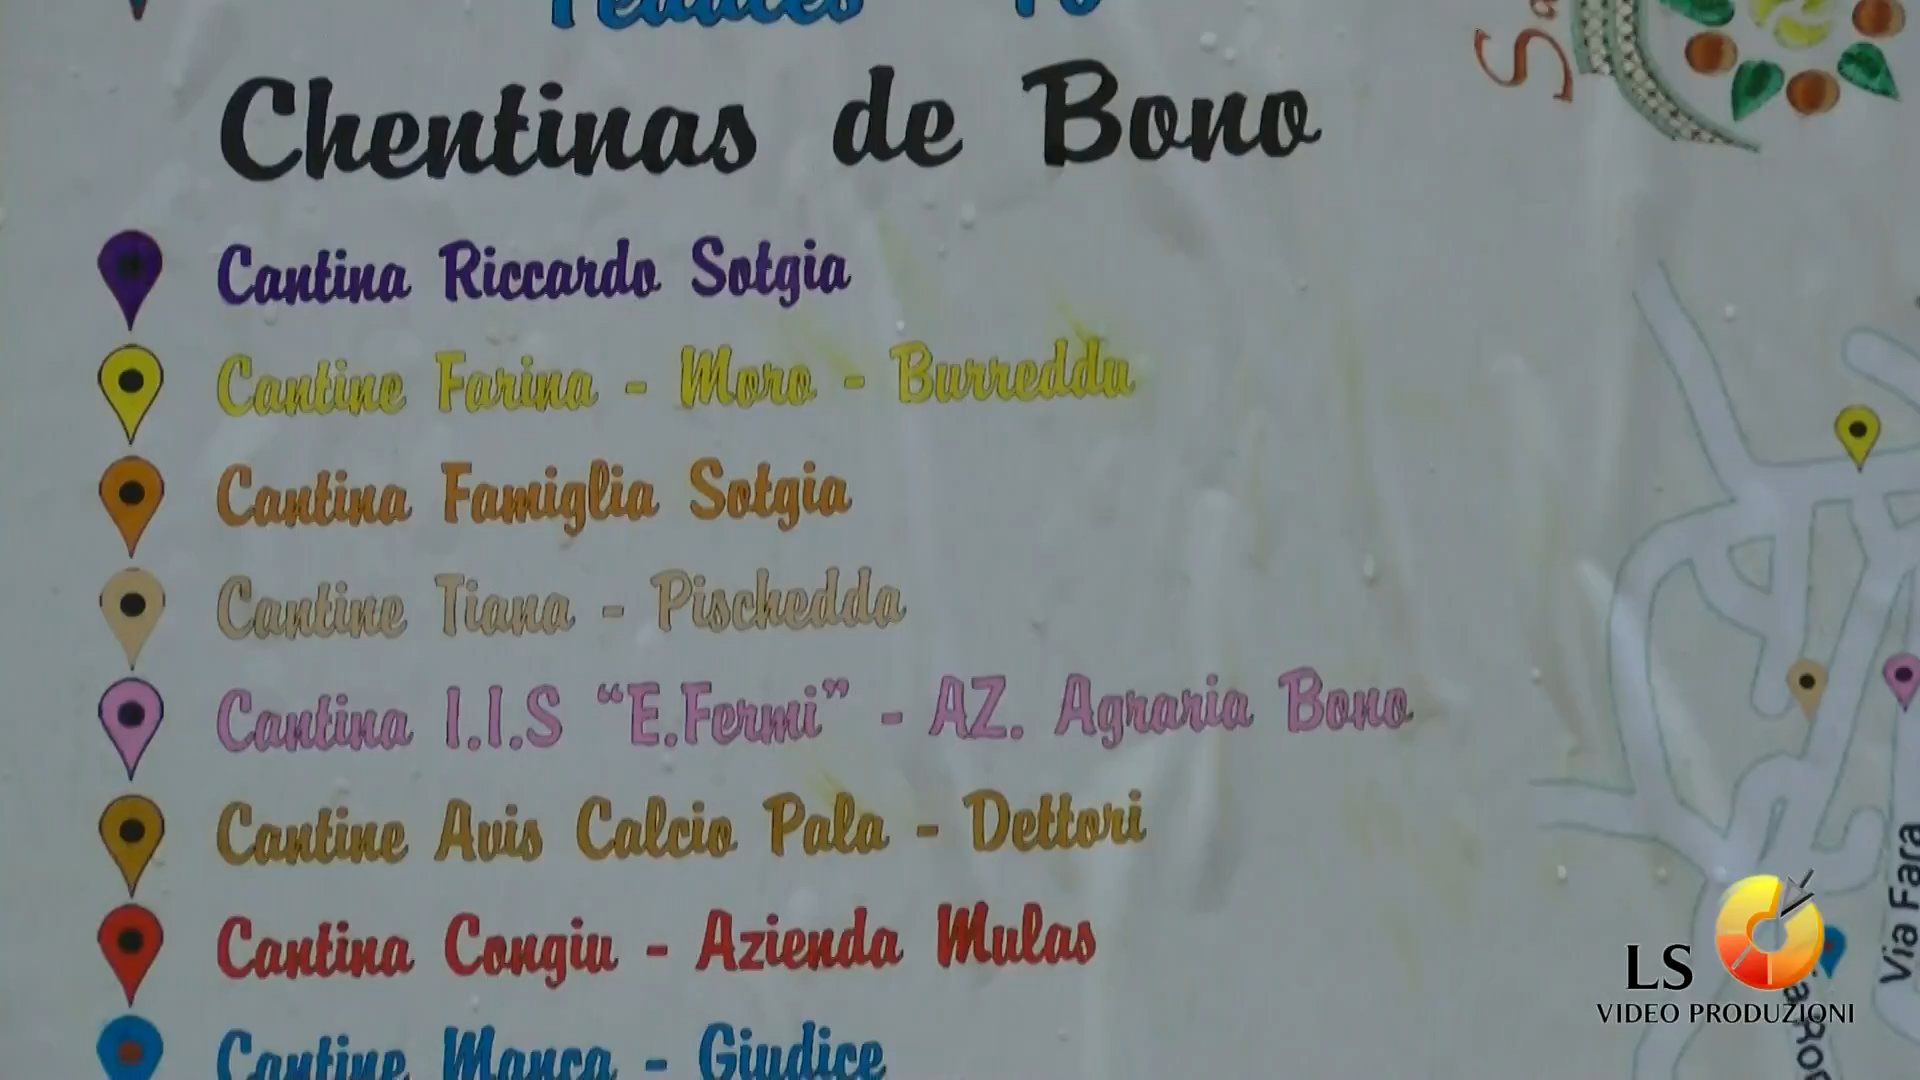 Chentinas de Bono
Cantina Riccardo Sotgia
Cantine Farina - Moro - Burreddu
Cantina Famiglia Sotgia
Cantine Tiana - Pischedda
Cantina I.I.S “E.Fermi” - AZ. Agraria Bono
Cantine Avis Calcio Pala - Dettori
Cantina Congiu - Azienda Mulas
Cantine Manca - Giudice
Via Fara
LS
VIDEO PRODUZIONI